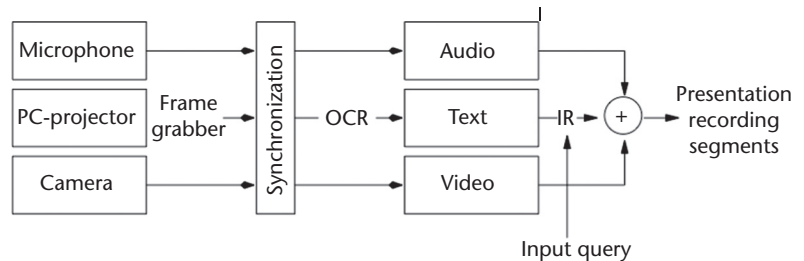 Microphone
PC-projector
Camera
Frame
grabber
Synchronization
OCR
Audio
Text
Video
IR
+
Presentation
recording
segments
Input query